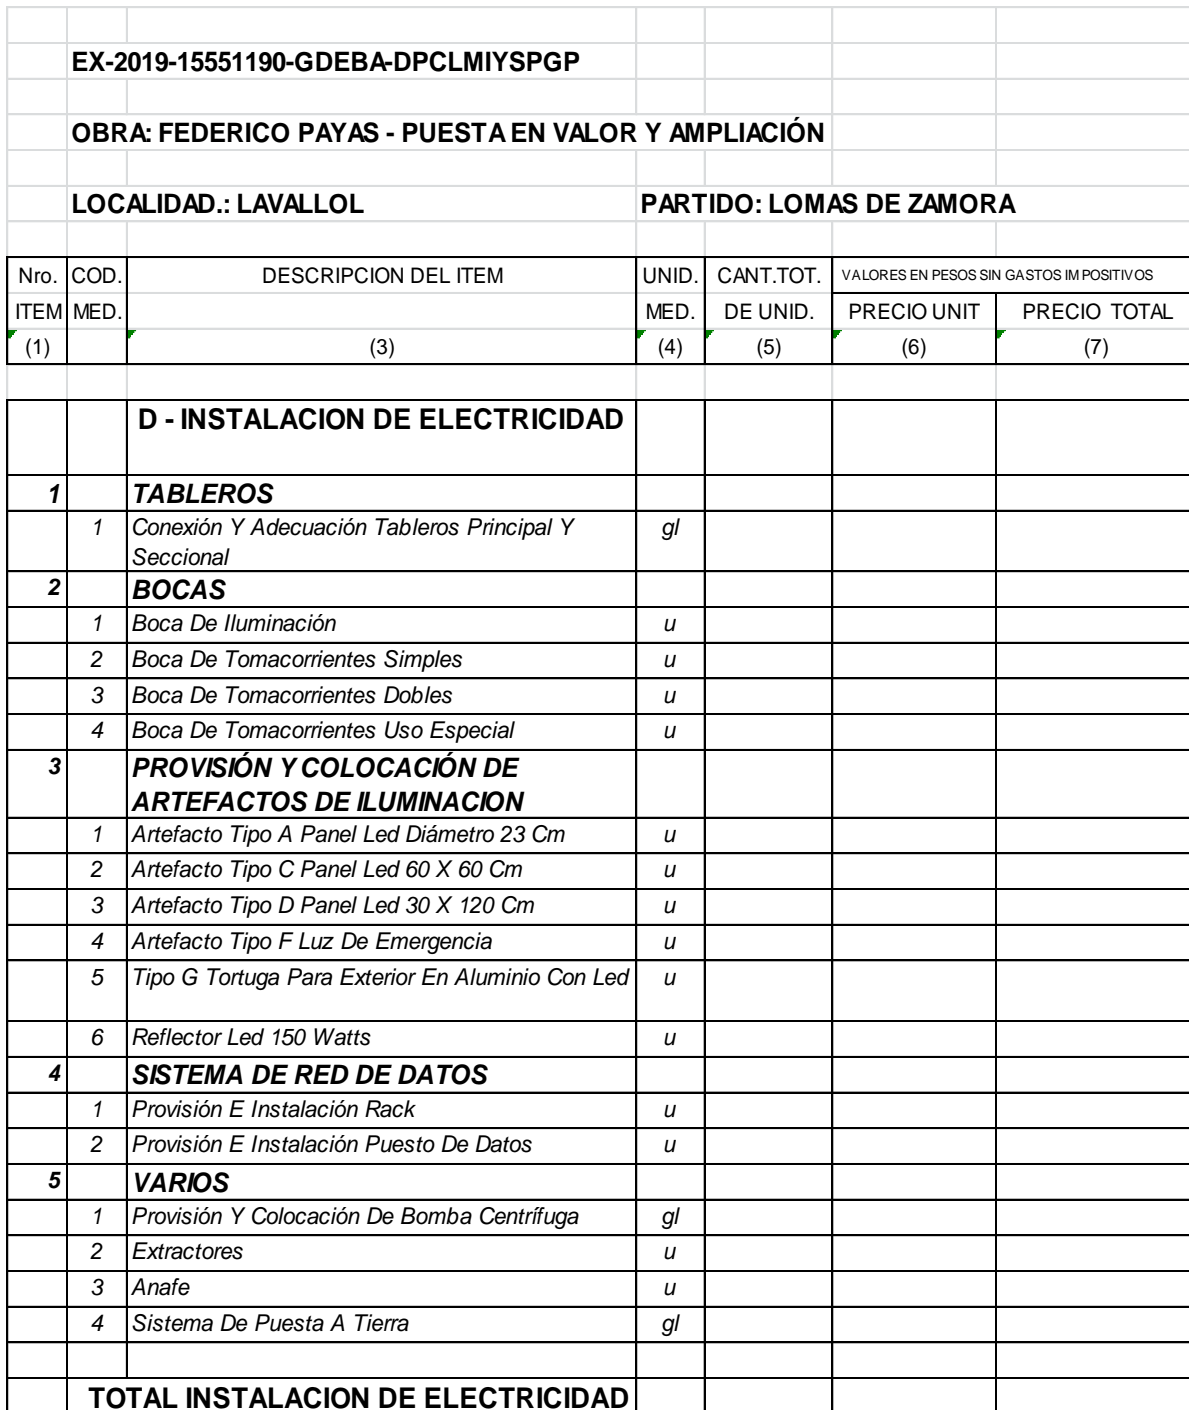 EX-2019-15551190-GDEBA-DPCLMIYSPGP
OBRA: FEDERICO PAYAS - PUESTA EN VALOR Y AMPLIACIÓN
LOCALIDAD.: LAVALLOL PARTIDO: LOMAS DE ZAMORA
Nro. COD. DESCRIPCION DEL ITEM UNID. CANT.TOT. VALORES EN PESOS SIN GASTOS IMPOSITIVOS
ITEM MED. MED. DE UNID. PRECIO UNIT PRECIO TOTAL
(1) (3) (4) (5) (6) (7)
D - INSTALACION DE ELECTRICIDAD
1 TABLEROS
1 Conexión Y Adecuación Tableros Principal Y gl
Seccional
2 BOCAS
1 Boca De Iluminación u
2 Boca De Tomacorrientes Simples u
3 Boca De Tomacorrientes Dobles u
4 Boca De Tomacorrientes Uso Especial u
3 PROVISIÓN Y COLOCACIÓN DE
ARTEFACTOS DE ILUMINACION
1 Artefacto Tipo A Panel Led Diámetro 23 Cm u
2 Artefacto Tipo C Panel Led 60 X 60 Cm u
3 Artefacto Tipo D Panel Led 30 X 120 Cm u
4 Artefacto Tipo F Luz De Emergencia u
5 Tipo G Tortuga Para Exterior En Aluminio Con Led u
6 Reflector Led 150 Watts u
4 SISTEMA DE RED DE DATOS
1 Provisión E Instalación Rack u
2 Provisión E Instalación Puesto De Datos u
5 VARIOS
1 Provisión Y Colocación De Bomba Centrífuga gl
2 Extractores u
3 Anafe u
4 Sistema De Puesta A Tierra gl
TOTAL INSTALACION DE ELECTRICIDAD